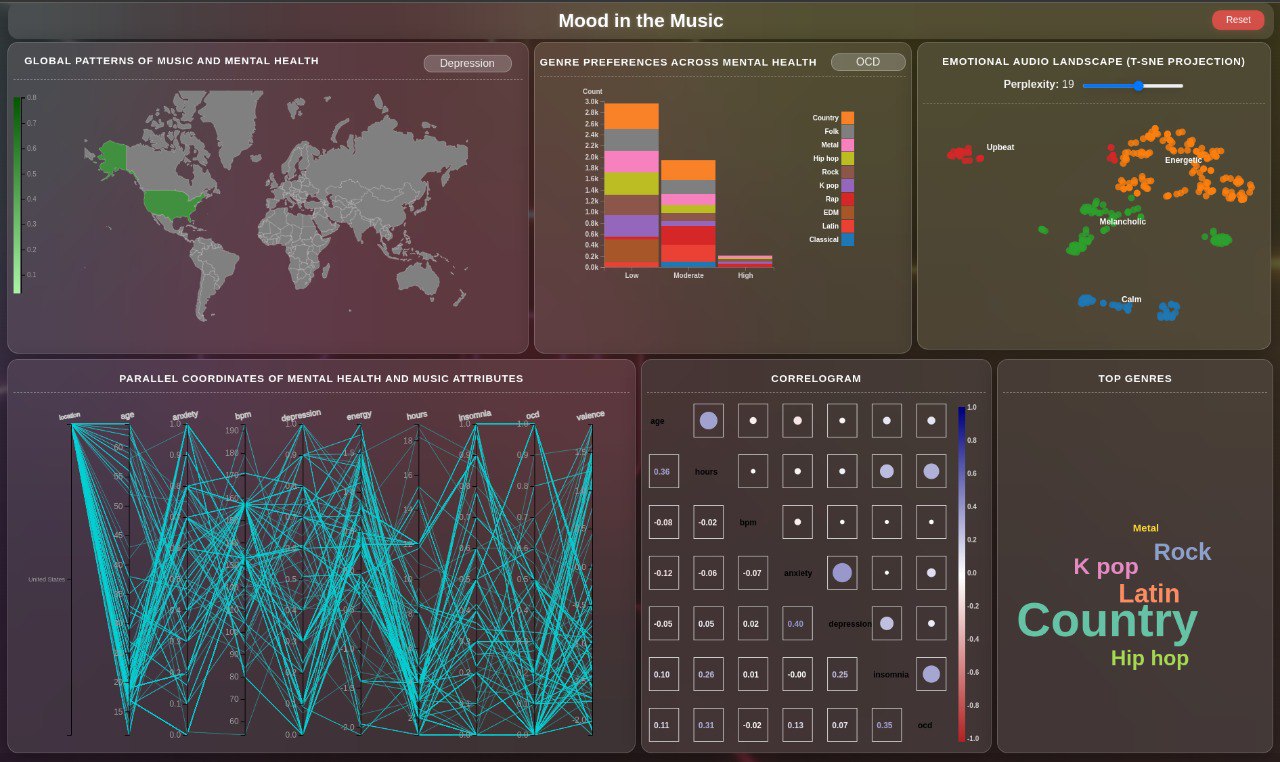 Mood in the Music
Reset
GLOBAL PATTERNS OF MUSIC AND MENTAL HEALTH
Depression
0.8
0.7
0.6
0.5
0.4
0.3
0.2
0.1
GENRE PREFERENCES ACROSS MENTAL HEALTH
OCD
Count
3.0k
2.8k
2.6k
2.4k
2.2k
2.0k
1.8k
1.6k
1.4k
1.2k
1.0k
0.8k
0.6k
0.4k
0.2k
0.0k
Low Moderate High
Country
Folk
Metal
Hip hop
Rock
K pop
Rap
EDM
Latin
Classical
EMOTIONAL AUDIO LANDSCAPE (T-SNE PROJECTION)
Perplexity: 19
Upbeat
Energetic
Melancholic
Calm
PARALLEL COORDINATES OF MENTAL HEALTH AND MUSIC ATTRIBUTES
location age anxiety bpm depression energy hours insomnia ocd valence
United States
CORRELOGRAM
age
0.36 hours
-0.08 -0.02 bpm
-0.12 -0.06 -0.07 anxiety
-0.05 0.05 0.02 0.40 depression
0.10 0.26 0.01 -0.00 0.25 insomnia
0.11 0.31 -0.02 0.13 0.07 0.35 ocd
1.0
0.8
0.6
0.4
0.2
0.0
-0.2
-0.4
-0.6
-0.8
-1.0
TOP GENRES
Metal
Rock
K pop
Latin
Country
Hip hop